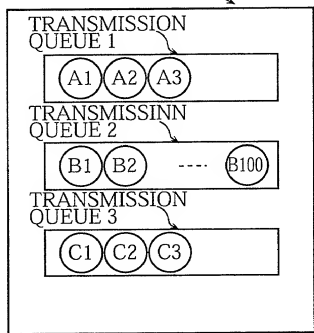 TRANSMISSION
QUEUE 1
A1 A2 A3
TRANSMISSINN
QUEUE 2
B1 B2 ---- B100
TRANSMISSION
QUEUE 3
C1 C2 C3